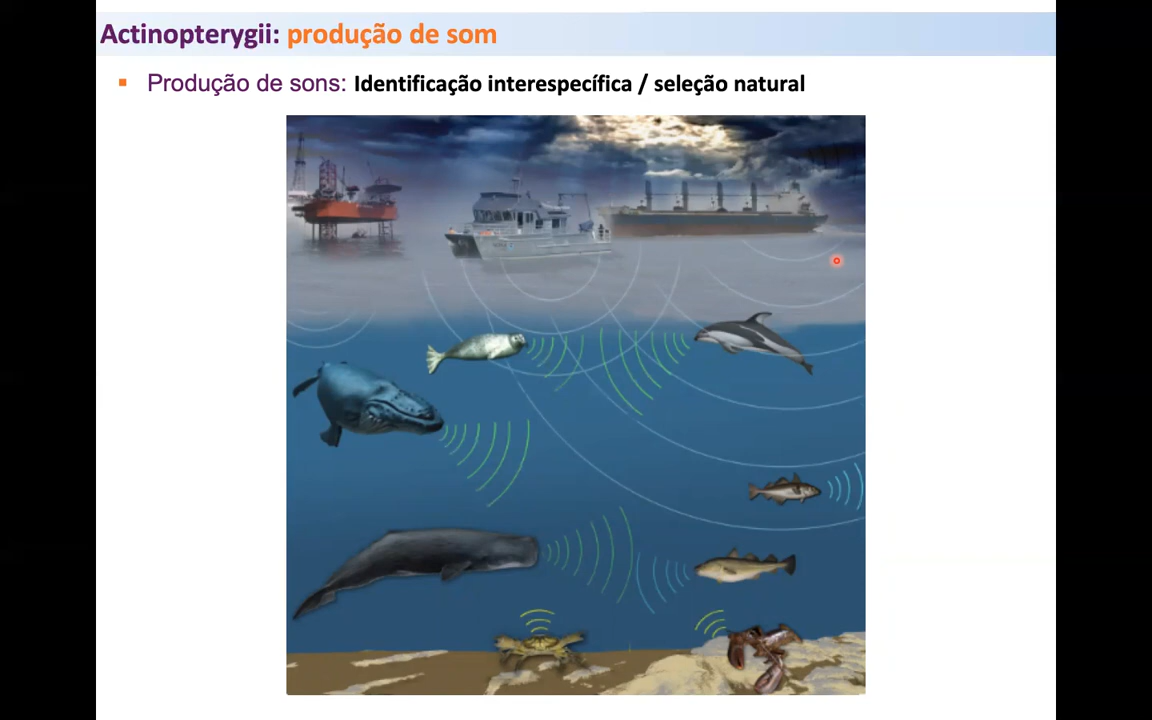 Actinopterygii: produção de som
▪ Produção de sons: Identificação interespecífica / seleção natural